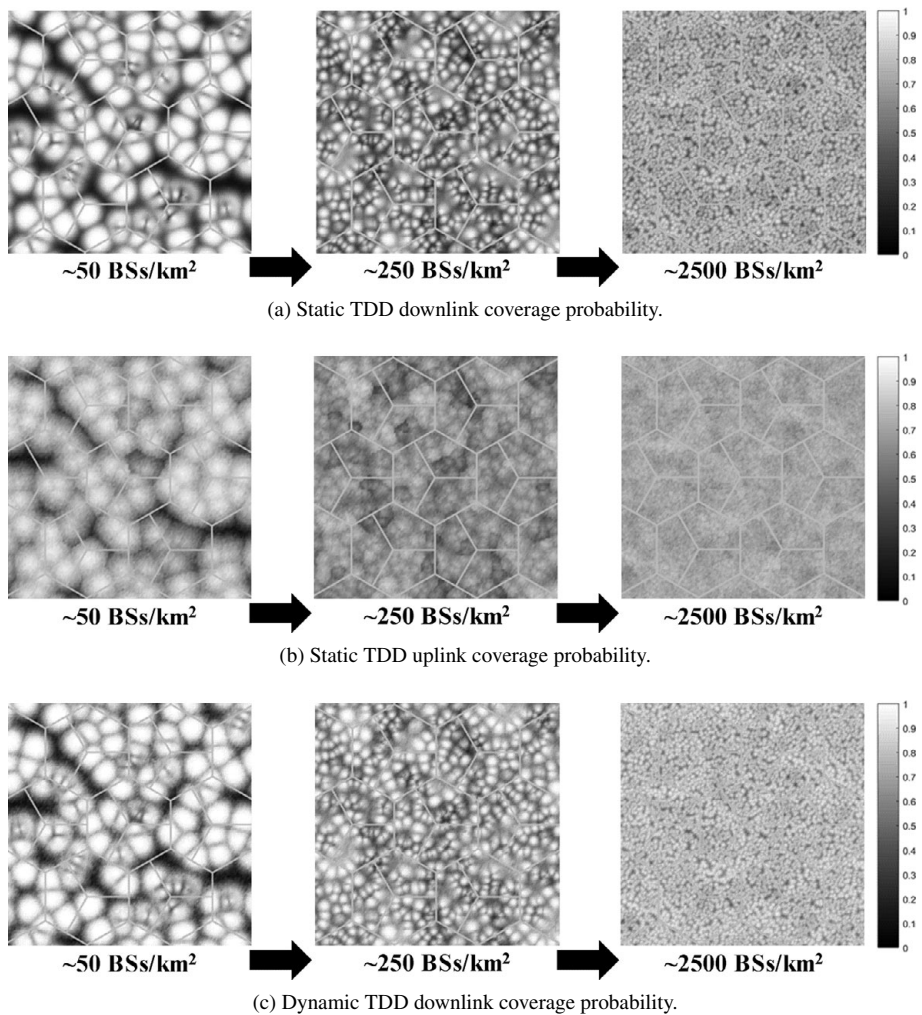 1
0.9
0.8
0.7
0.6
0.5
0.4
0.3
0.2
0.1
0
~50 BSs/km²
~250 BSs/km²
~2500 BSs/km²
(a) Static TDD downlink coverage probability.
1
0.9
0.8
0.7
0.6
0.5
0.4
0.3
0.2
0.1
0
~50 BSs/km²
~250 BSs/km²
~2500 BSs/km²
(b) Static TDD uplink coverage probability.
1
0.9
0.8
0.7
0.6
0.5
0.4
0.3
0.2
0.1
0
~50 BSs/km²
~250 BSs/km²
~2500 BSs/km²
(c) Dynamic TDD downlink coverage probability.